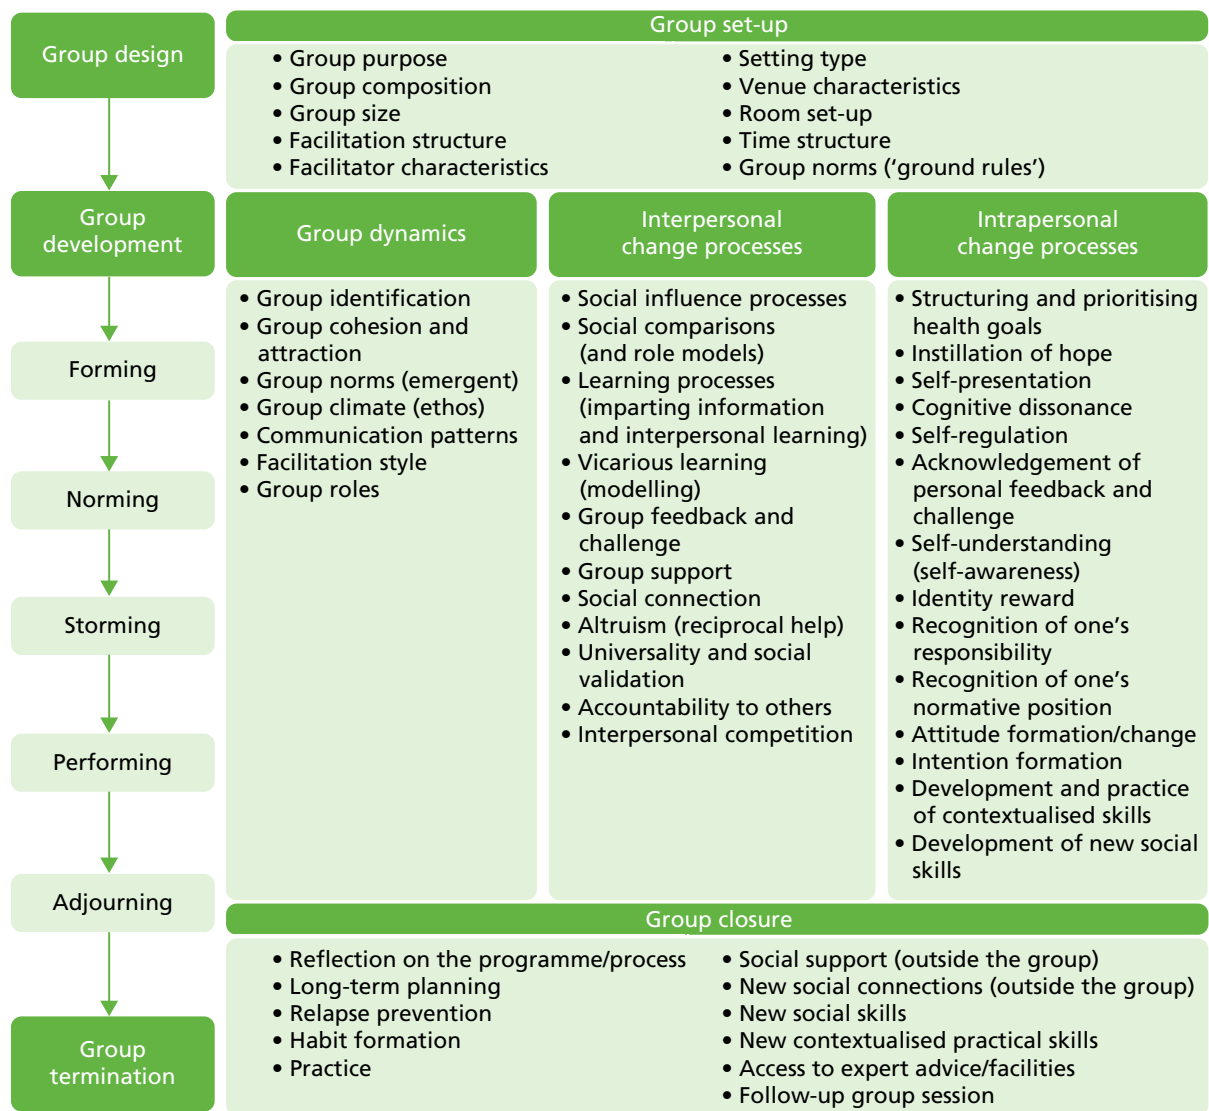 Group design
Group set-up
• Group purpose
• Group composition
• Group size
• Facilitation structure
• Facilitator characteristics
• Setting type
• Venue characteristics
• Room set-up
• Time structure
• Group norms (‘ground rules’)
Group
development
Group dynamics
• Group identification
• Group cohesion and
attraction
• Group norms (emergent)
• Group climate (ethos)
• Communication patterns
• Facilitation style
• Group roles
Interpersonal
change processes
• Social influence processes
• Social comparisons
(and role models)
• Learning processes
(imparting information
and interpersonal learning)
• Vicarious learning
(modelling)
• Group feedback and
challenge
• Group support
• Social connection
• Altruism (reciprocal help)
• Universality and social
validation
• Accountability to others
• Interpersonal competition
Intrapersonal
change processes
• Structuring and prioritising
health goals
• Instillation of hope
• Self-presentation
• Cognitive dissonance
• Self-regulation
• Acknowledgement of
personal feedback and
challenge
• Self-understanding
(self-awareness)
• Identity reward
• Recognition of one’s
responsibility
• Recognition of one’s
normative position
• Attitude formation/change
• Intention formation
• Development and practice
of contextualised skills
• Development of new social
skills
Forming
Norming
Storming
Performing
Adjourning
Group closure
• Reflection on the programme/process
• Long-term planning
• Relapse prevention
• Habit formation
• Practice
• Social support (outside the group)
• New social connections (outside the group)
• New social skills
• New contextualised practical skills
• Access to expert advice/facilities
• Follow-up group session
Group
termination